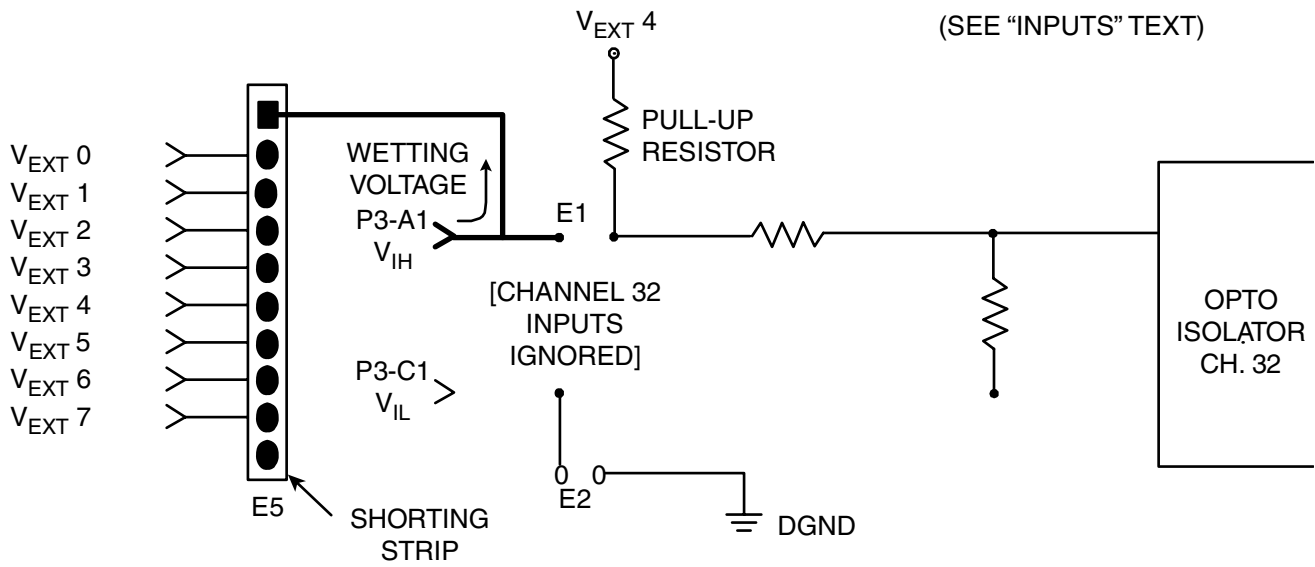 V_EXT 4
(SEE “INPUTS” TEXT)
PULL-UP
RESISTOR
WETTING
VOLTAGE
V_EXT 0
V_EXT 1
V_EXT 2
V_EXT 3
V_EXT 4
V_EXT 5
V_EXT 6
V_EXT 7
P3-A1
V_IH
E1
[CHANNEL 32
INPUTS
IGNORED]
P3-C1
V_IL
OPTO
ISOLATOR
CH. 32
E2
DGND
E5
SHORTING
STRIP